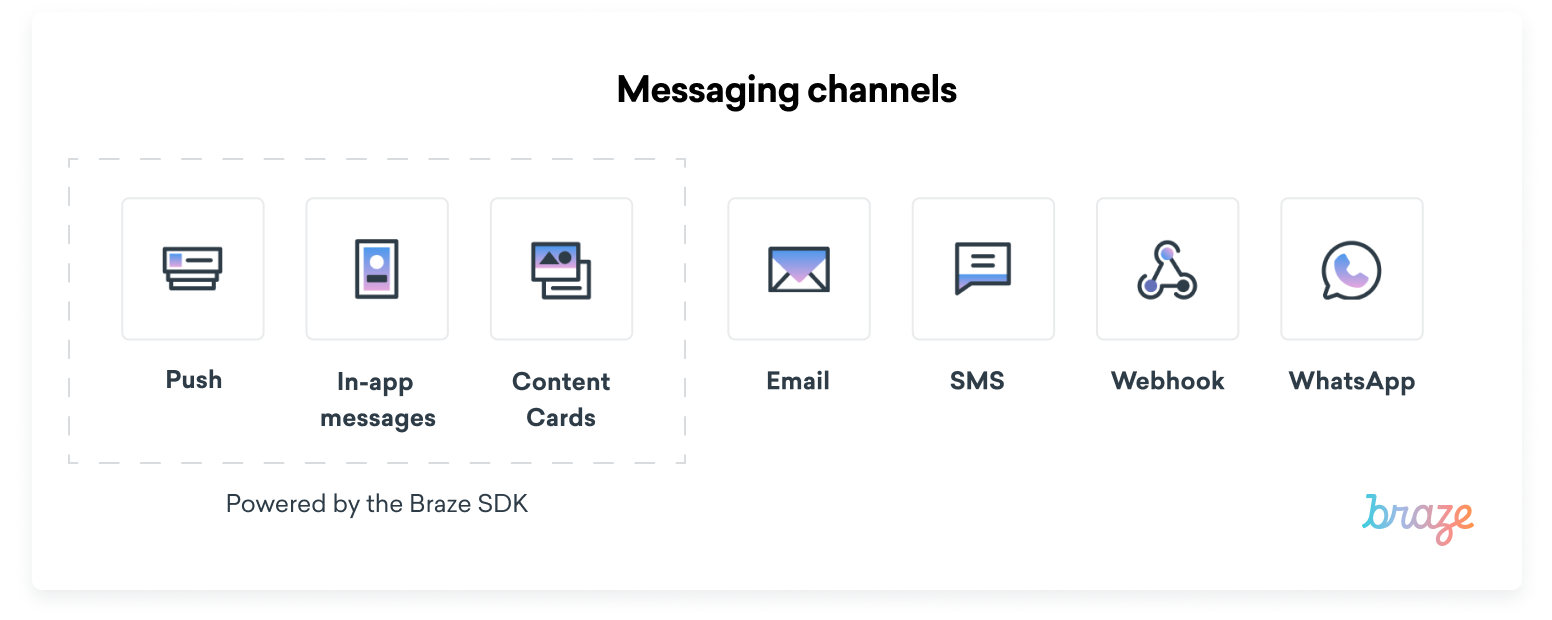 Messaging channels
Push
In-app
messages
Content
Cards
Email
SMS
Webhook
WhatsApp
Powered by the Braze SDK
braze